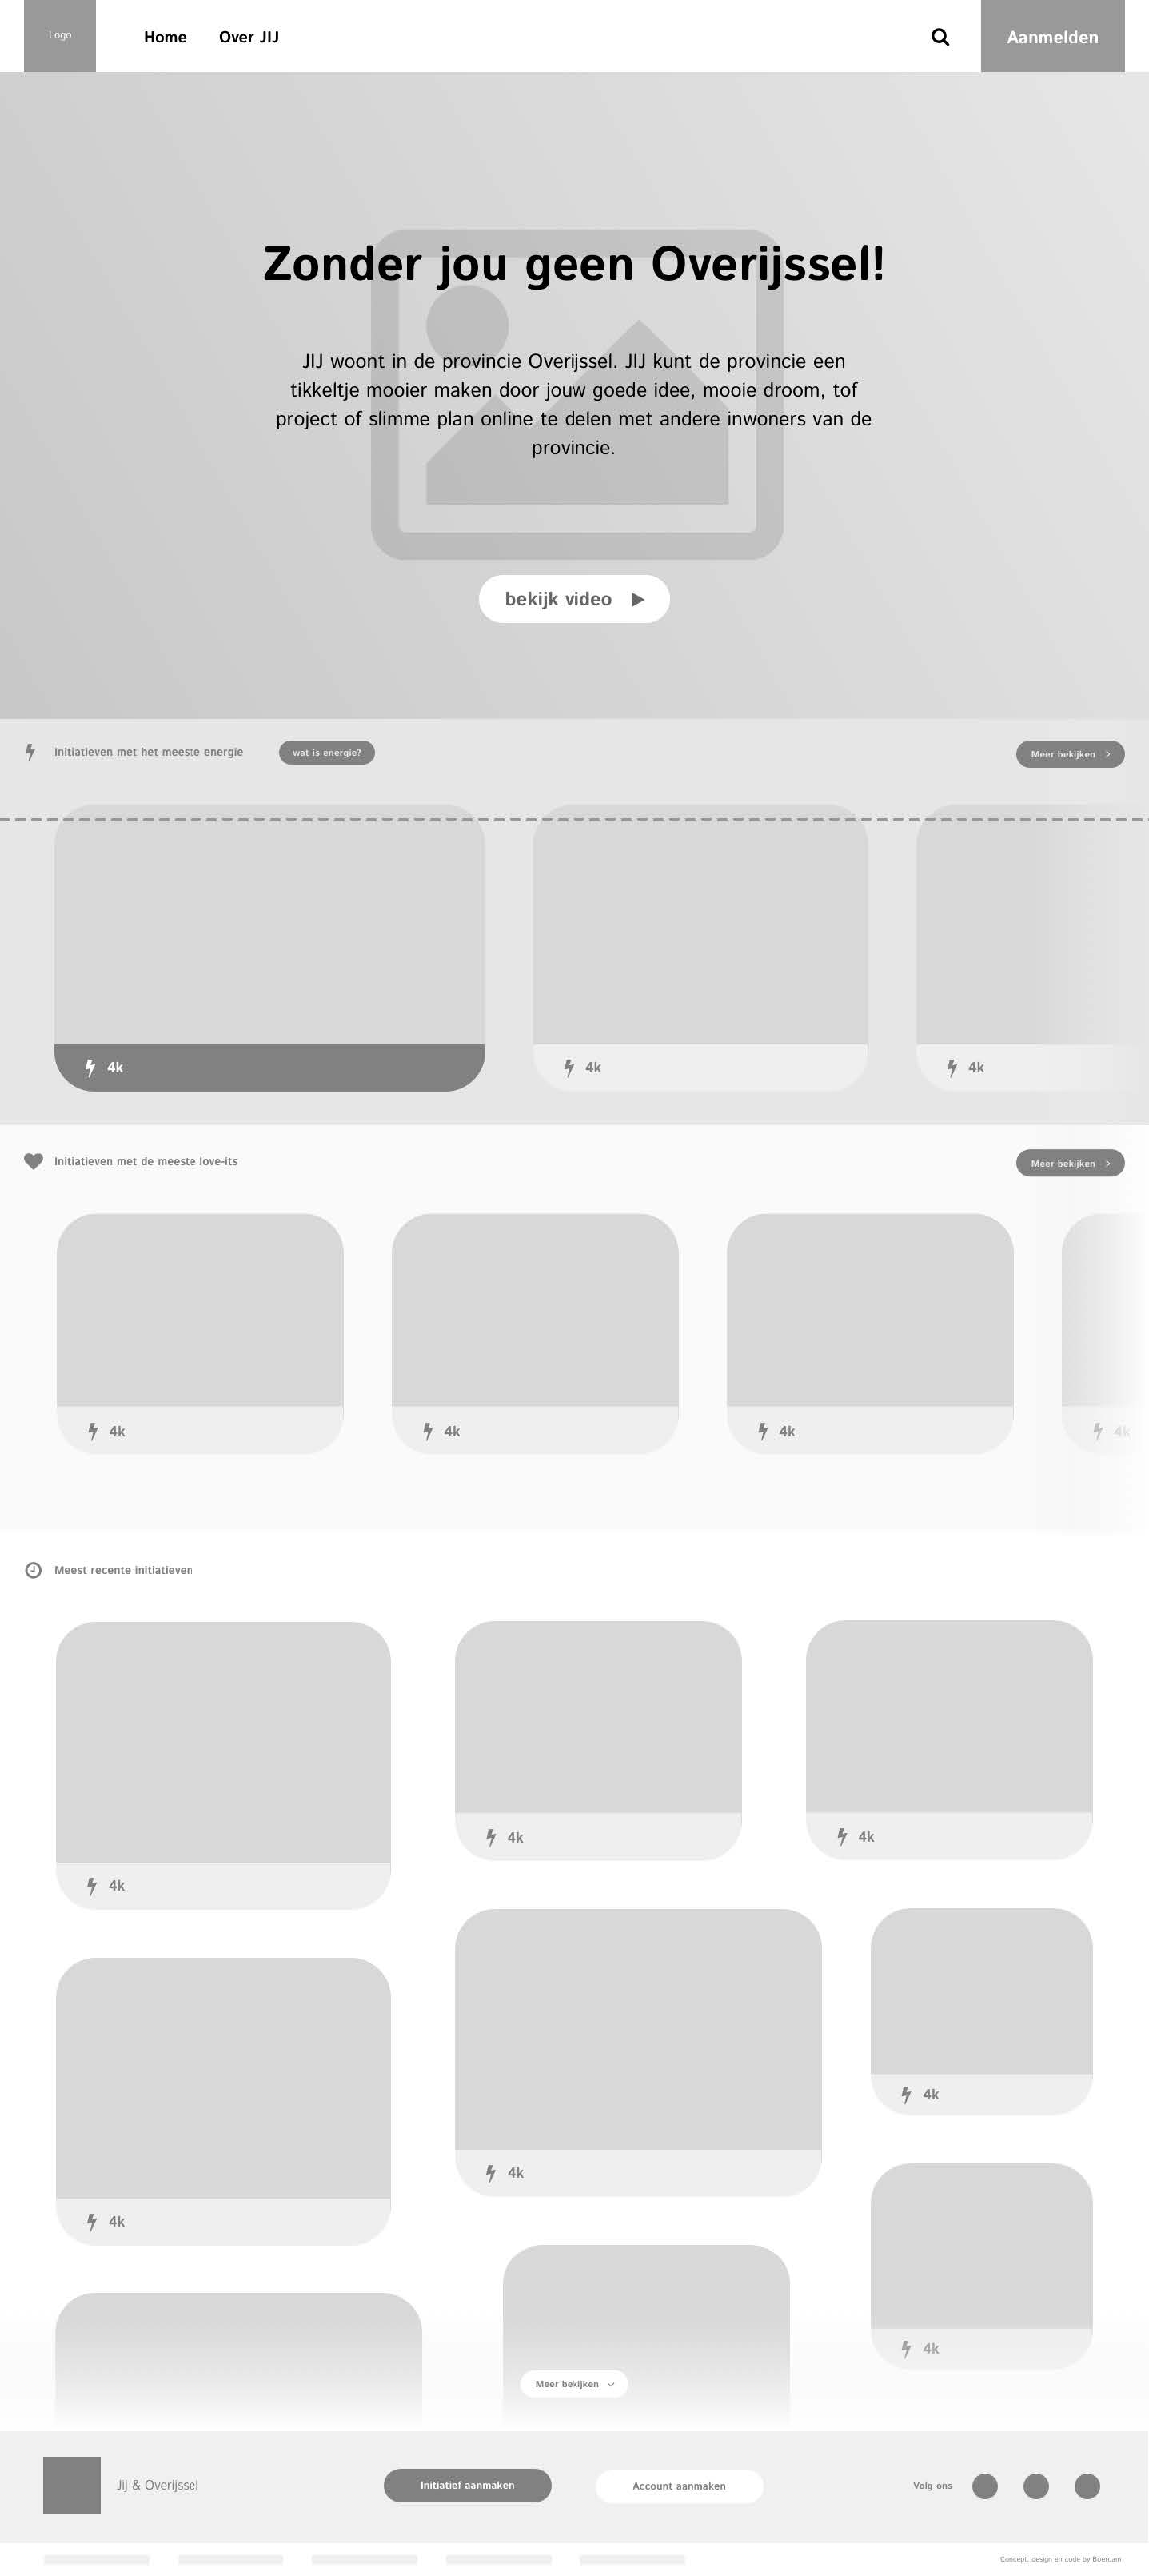 Logo
Home
Over JIJ
Aanmelden
Zonder jou geen Overijssel!
JIJ woont in de provincie Overijssel. JIJ kunt de provincie een
tikkeltje mooier maken door jouw goede idee, mooie droom, tof
project of slimme plan online te delen met andere inwoners van de
provincie.
bekijk video
Initiatieven met het meeste energie
wat is energie?
Meer bekijken
4k
4k
4k
Initiatieven met de meeste love-its
Meer bekijken
4k
4k
4k
4k
Meest recente initiatieven
4k
4k
4k
4k
4k
4k
4k
Meer bekijken
Jij & Overijssel
Initiatief aanmaken
Account aanmaken
Volg ons
Concept, design en code by Boerdam